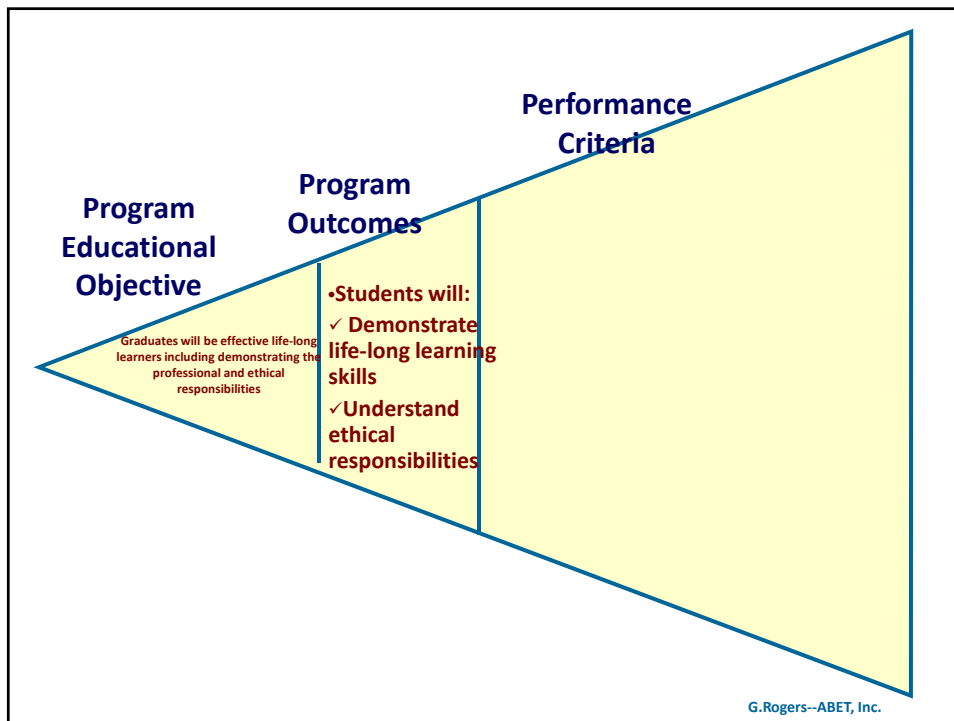 Program
Educational
Objective
Graduates will be effective life-long
learners including demonstrating the
professional and ethical
responsibilities
Program
Outcomes
•Students will:
✓ Demonstrate
life-long learning
skills
✓Understand
ethical
responsibilities
Performance
Criteria
G.Rogers--ABET, Inc.